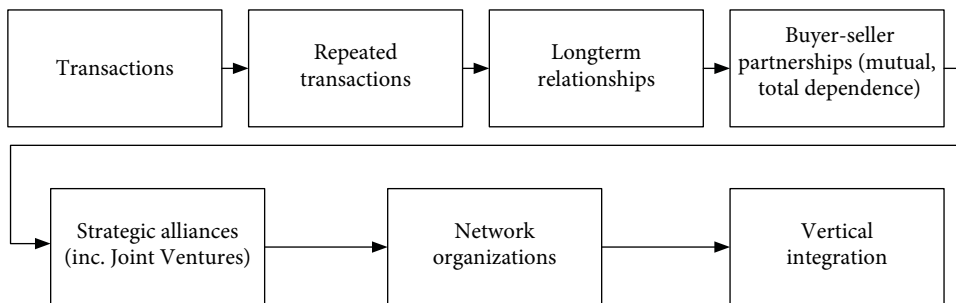 Transactions
Repeated
transactions
Longterm
relationships
Buyer-seller
partnerships (mutual,
total dependence)
Strategic alliances
(inc. Joint Ventures)
Network
organizations
Vertical
integration